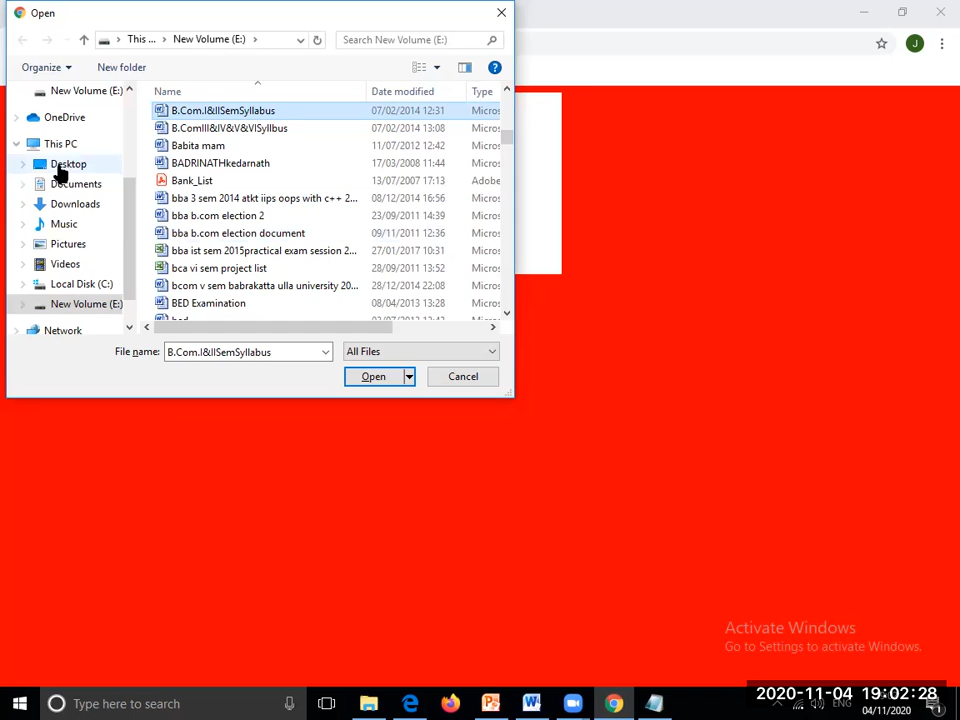 Open
This ... > New Volume (E:) >
Search New Volume (E:)
Organize
New folder
Name
Date modified
Type
New Volume (E:)
OneDrive
This PC
Desktop
Documents
Downloads
Music
Pictures
Videos
Local Disk (C:)
New Volume (E:)
Network
B.Com.I&IISemSyllabus 07/02/2014 12:31 Micros
B.ComIII&IV&V&VISyllbus 07/02/2014 13:08 Micros
Babita mam 11/07/2012 12:42 Micros
BADRINATHkedarnath 17/03/2008 11:44 Micros
Bank_List 13/07/2007 17:13 Adobe
bba 3 sem 2014 atkt iips oops with c++ 2... 08/12/2014 16:56 Micros
bba b.com election 2 23/09/2011 14:39 Micros
bba b.com election document 09/11/2011 12:36 Micros
bba ist sem 2015practical exam session 2... 27/01/2017 10:31 Micros
bca vi sem project list 28/09/2011 13:52 Micros
bcom v sem babrakatta ulla university 20... 28/12/2014 22:08 Micros
BED Examination 08/04/2013 13:28 Micros
File name: B.Com.I&IISemSyllabus
All Files
Open
Cancel
J
Activate Windows
Go to Settings to activate Windows.
Type here to search
ENG
2020-11-04 19:02:28
04/11/2020